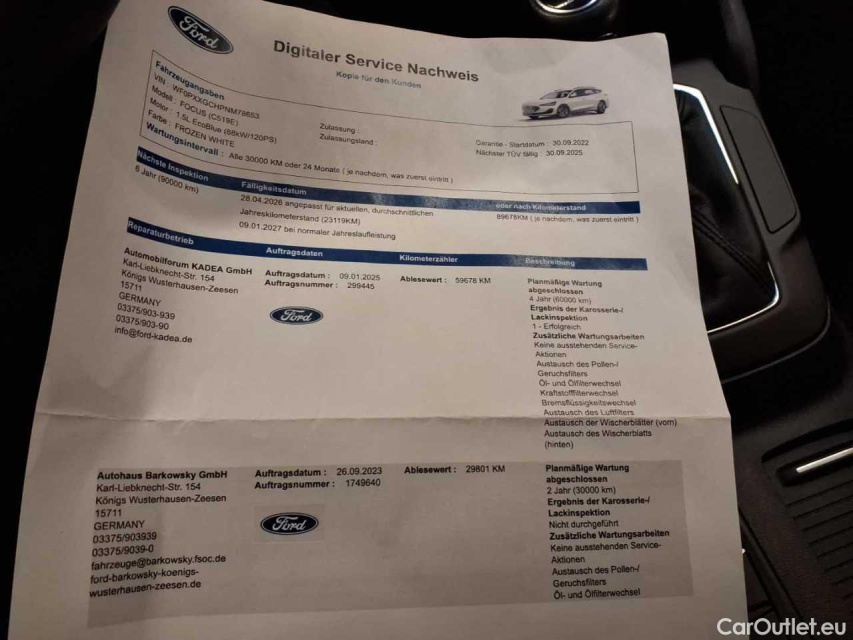 Ford
Digitaler Service Nachweis
Kopie für den Kunden
Fahrzeugangaben
VIN : WF0PXXGCHPNM78653
Modell : FOCUS (C519E)
Motor : 1.5L EcoBlue (88kW/120PS)
Farbe : FROZEN WHITE
Zulassung :
Zulassungsland :
Garantie - Startdatum : 30.09.2022
Nächster TÜV fällig : 30.09.2025
Wartungsintervall : Alle 30000 KM oder 24 Monate ( je nachdem, was zuerst eintritt )
Nächste Inspektion Fälligkeitsdatum oder nach Kilometerstand
6 Jahr (90000 km) 28.04.2026 angepasst für aktuellen, durchschnittlichen 89678KM ( je nachdem, was zuerst eintritt )
Jahreskilometerstand (23119KM)
09.01.2027 bei normaler Jahreslaufleistung
Reparaturbetrieb Auftragsdaten Kilometerzähler Beschreibung
Automobilforum KADEA GmbH
Karl-Liebknecht-Str. 154
Königs Wusterhausen-Zeesen
15711
GERMANY
03375/903-939
03375/903-90
info@ford-kadea.de
Auftragsdatum : 09.01.2025
Auftragsnummer : 299445
Ford
Ablesewert : 59678 KM
Planmäßige Wartung
abgeschlossen
4 Jahr (60000 km)
Ergebnis der Karosserie-/
Lackinspektion
1 - Erfolgreich
Zusätzliche Wartungsarbeiten
Keine ausstehenden Service-
Aktionen
Austausch des Pollen-/
Geruchsfilters
Öl- und Ölfilterwechsel
Kraftstofffilterwechsel
Bremsflüssigkeitswechsel
Austausch des Luftfilters
Austausch der Wischerblätter (vorn)
Austausch des Wischerblatts
(hinten)
Autohaus Barkowsky GmbH
Karl-Liebknecht-Str. 154
Königs Wusterhausen-Zeesen
15711
GERMANY
03375/903939
03375/9039-0
fahrzeuge@barkowsky.fsoc.de
ford-barkowsky-koenigs-
wusterhausen-zeesen.de
Auftragsdatum : 26.09.2023
Auftragsnummer : 1749640
Ford
Ablesewert : 29801 KM
Planmäßige Wartung
abgeschlossen
2 Jahr (30000 km)
Ergebnis der Karosserie-/
Lackinspektion
Nicht durchgeführt
Zusätzliche Wartungsarbeiten
Keine ausstehenden Service-
Aktionen
Austausch des Pollen-/
Geruchsfilters
Öl- und Ölfilterwechsel
CarOutlet.eu